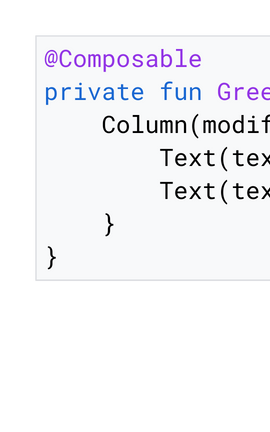 @Composable
private fun Gree
    Column(modif
        Text(tex
        Text(tex
    }
}